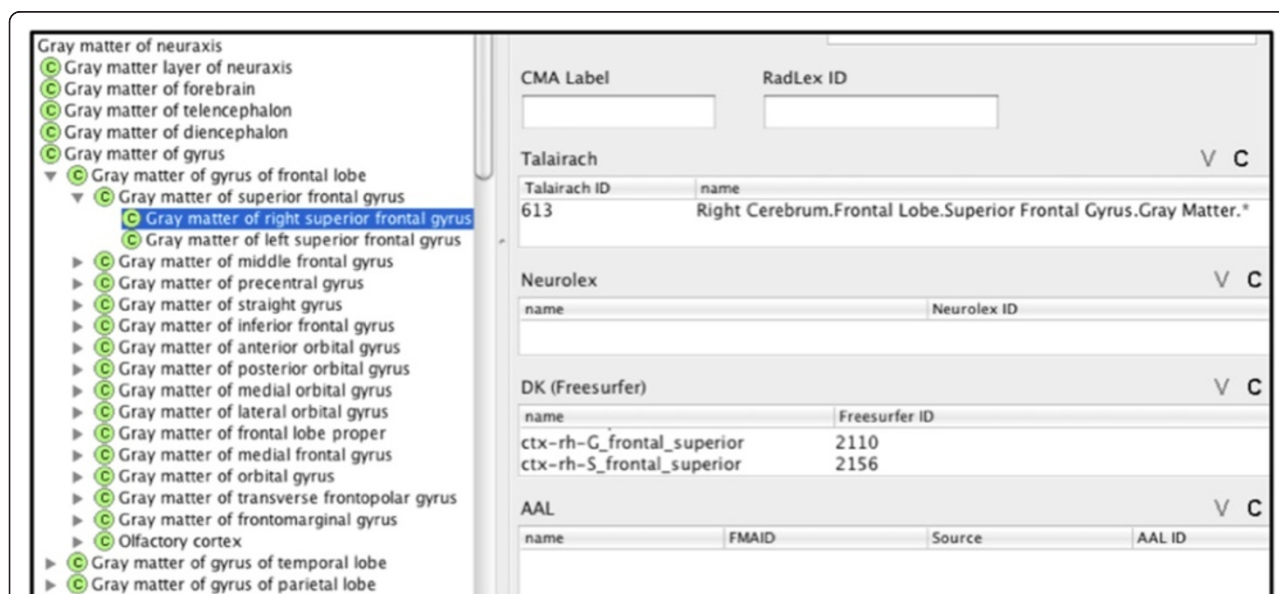 Gray matter of neuraxis
C Gray matter layer of neuraxis
C Gray matter of forebrain
C Gray matter of telencephalon
C Gray matter of diencephalon
C Gray matter of gyrus
C Gray matter of gyrus of frontal lobe
C Gray matter of superior frontal gyrus
C Gray matter of right superior frontal gyrus
C Gray matter of left superior frontal gyrus
C Gray matter of middle frontal gyrus
C Gray matter of precentral gyrus
C Gray matter of straight gyrus
C Gray matter of inferior frontal gyrus
C Gray matter of anterior orbital gyrus
C Gray matter of posterior orbital gyrus
C Gray matter of medial orbital gyrus
C Gray matter of lateral orbital gyrus
C Gray matter of frontal lobe proper
C Gray matter of medial frontal gyrus
C Gray matter of orbital gyrus
C Gray matter of transverse frontopolar gyrus
C Gray matter of frontomarginal gyrus
C Olfactory cortex
C Gray matter of gyrus of temporal lobe
C Gray matter of gyrus of parietal lobe
CMA Label RadLex ID
Talairach V C
Talairach ID name
613 Right Cerebrum.Frontal Lobe.Superior Frontal Gyrus.Gray Matter.*
Neurolex V C
name Neurolex ID
DK (Freesurfer) V C
name Freesurfer ID
ctx-rh-G_frontal_superior 2110
ctx-rh-S_frontal_superior 2156
AAL V C
name FMAID Source AAL ID